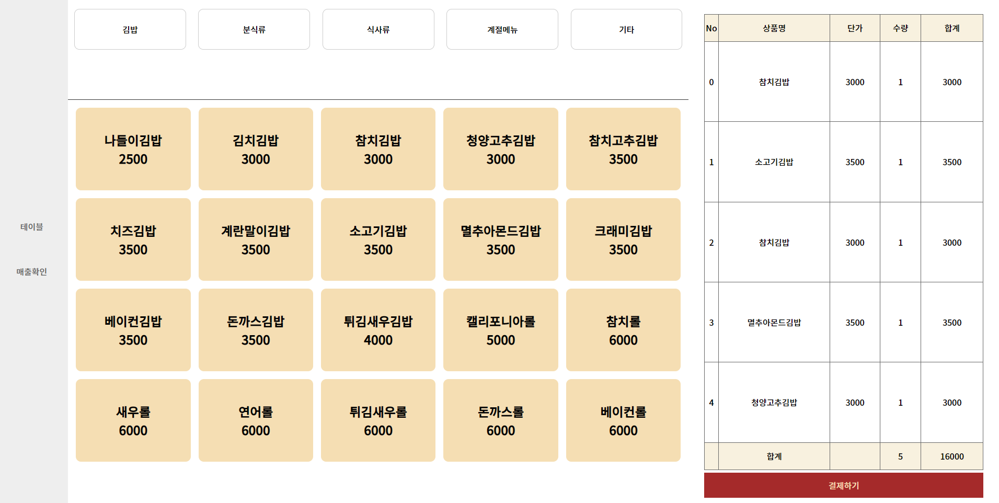 테이블
매출확인
김밥 분식류 식사류 계절메뉴 기타
나들이김밥 김치김밥 참치김밥 청양고추김밥 참치고추김밥
2500 3000 3000 3000 3500
치즈김밥 계란말이김밥 소고기김밥 멸추아몬드김밥 크래미김밥
3500 3500 3500 3500 3500
베이컨김밥 돈까스김밥 튀김새우김밥 캘리포니아롤 참치롤
3500 3500 4000 5000 6000
새우롤 연어롤 튀김새우롤 돈까스롤 베이컨롤
6000 6000 6000 6000 6000
No 상품명 단가 수량 합계
0 참치김밥 3000 1 3000
1 소고기김밥 3500 1 3500
2 참치김밥 3000 1 3000
3 멸추아몬드김밥 3500 1 3500
4 청양고추김밥 3000 1 3000
합계 5 16000
결제하기